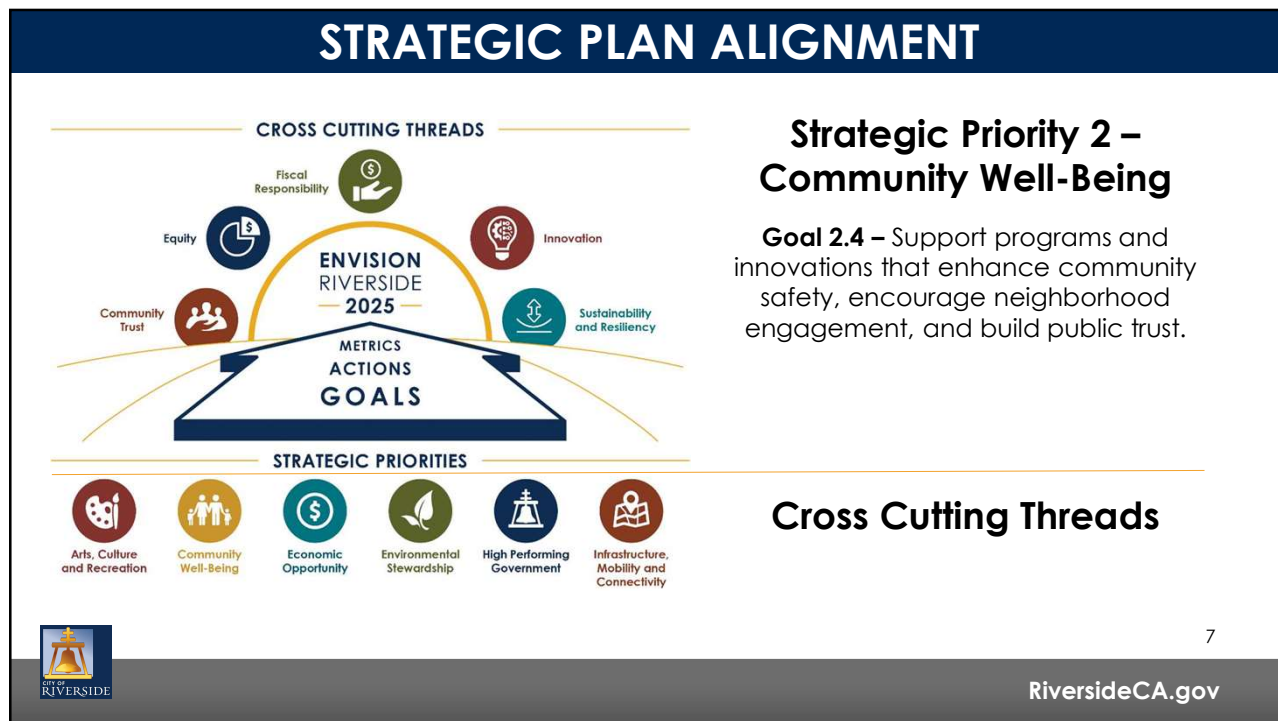 STRATEGIC PLAN ALIGNMENT
CROSS CUTTING THREADS
Fiscal
Responsibility
Equity
Innovation
Community
Trust
Sustainability
and Resiliency
ENVISION
RIVERSIDE
2025
METRICS
ACTIONS
GOALS
STRATEGIC PRIORITIES
Arts, Culture
and Recreation
Community
Well-Being
Economic
Opportunity
Environmental
Stewardship
High Performing
Government
Infrastructure,
Mobility and
Connectivity
Strategic Priority 2 –
Community Well-Being
Goal 2.4 – Support programs and
innovations that enhance community
safety, encourage neighborhood
engagement, and build public trust.
Cross Cutting Threads
7
CITY OF
RIVERSIDE
RiversideCA.gov